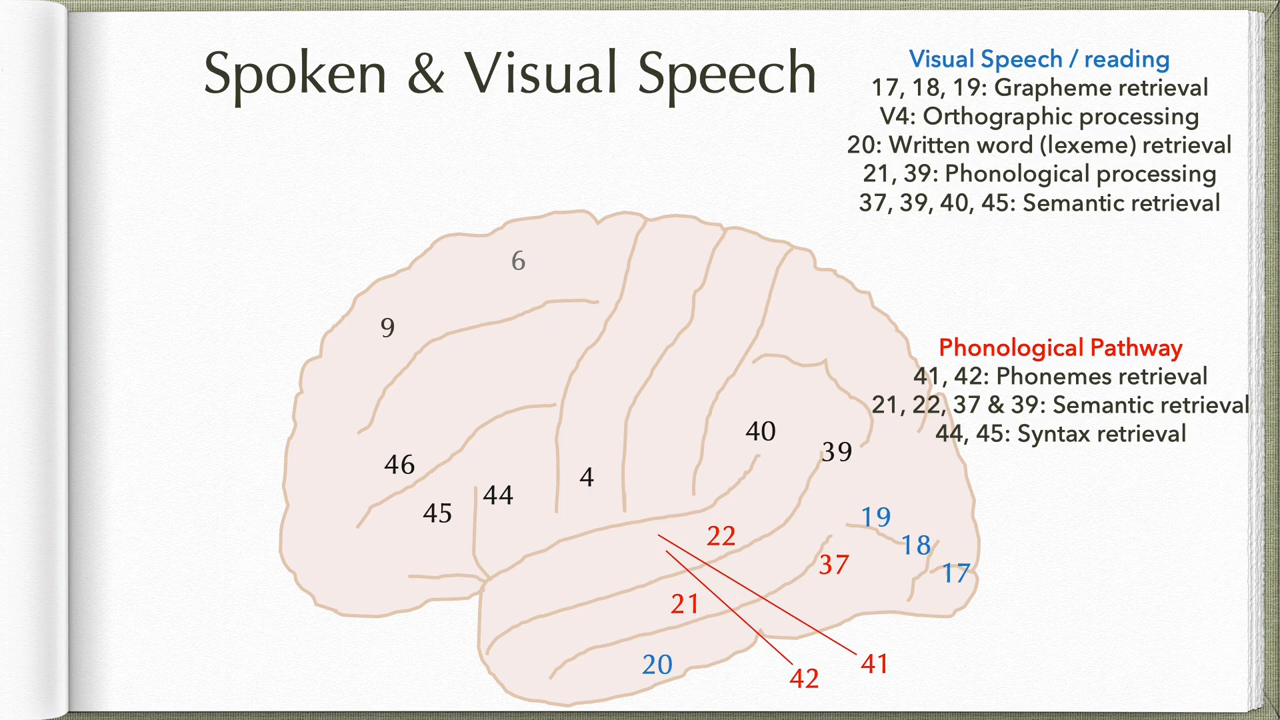 Spoken & Visual Speech
Visual Speech / reading
17, 18, 19: Grapheme retrieval
V4: Orthographic processing
20: Written word (lexeme) retrieval
21, 39: Phonological processing
37, 39, 40, 45: Semantic retrieval
Phonological Pathway
41, 42: Phonemes retrieval
21, 22, 37 & 39: Semantic retrieval
44, 45: Syntax retrieval
6
9
40
39
46
4
44
45
19
22
18
37
17
21
20
41
42